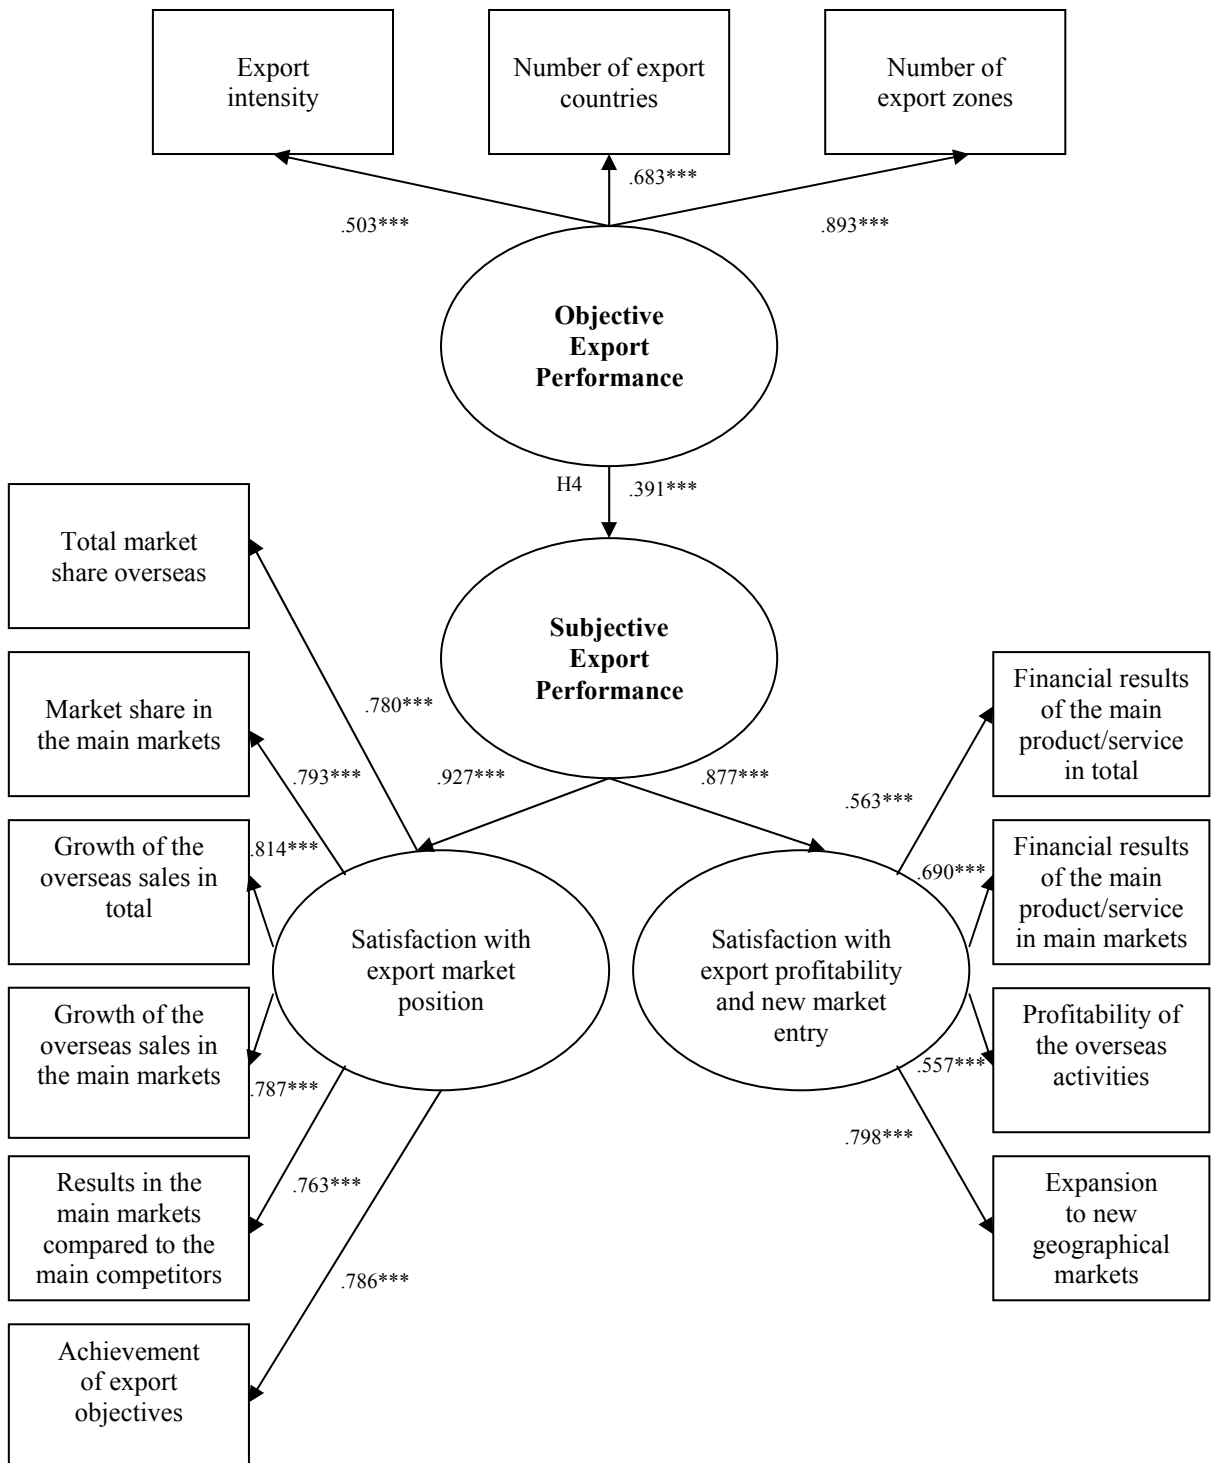 Export
intensity
Number of export
countries
Number of
export zones
.503***
.683***
.893***
Objective
Export
Performance
H4
.391***
Subjective
Export
Performance
.927***
.877***
Total market
share overseas
.780***
Market share in
the main markets
.793***
Growth of the
overseas sales in
total
.814***
Growth of the
overseas sales in
the main markets
.787***
Results in the
main markets
compared to the
main competitors
.763***
Achievement
of export
objectives
.786***
Satisfaction with
export market
position
Satisfaction with
export profitability
and new market
entry
.563***
Financial results
of the main
product/service
in total
.690***
Financial results
of the main
product/service
in main markets
.557***
Profitability of
the overseas
activities
.798***
Expansion
to new
geographical
markets